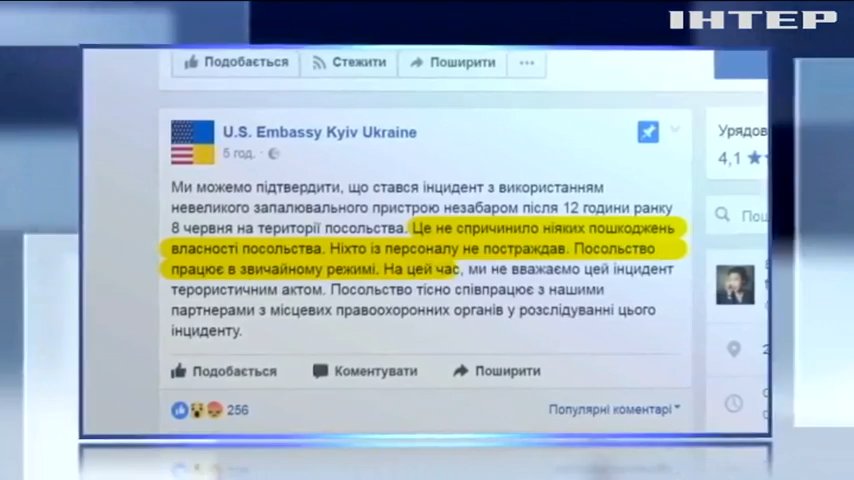 ІНТЕР
Подобається Стежити Поширити ...
U.S. Embassy Kyiv Ukraine
5 год. ·
Урядов
4,1
Ми можемо підтвердити, що стався інцидент з використанням
невеликого запалювального пристрою незабаром після 12 години ранку
8 червня на території посольства. Це не спричинило ніяких пошкоджень
власності посольства. Ніхто із персоналу не постраждав. Посольство
працює в звичайному режимі. На цей час, ми не вважаємо цей інцидент
терористичним актом. Посольство тісно співпрацює з нашими
партнерами з місцевих правоохоронних органів у розслідуванні цього
інциденту.
Пош
Подобається Коментувати Поширити
256 Популярні коментарі